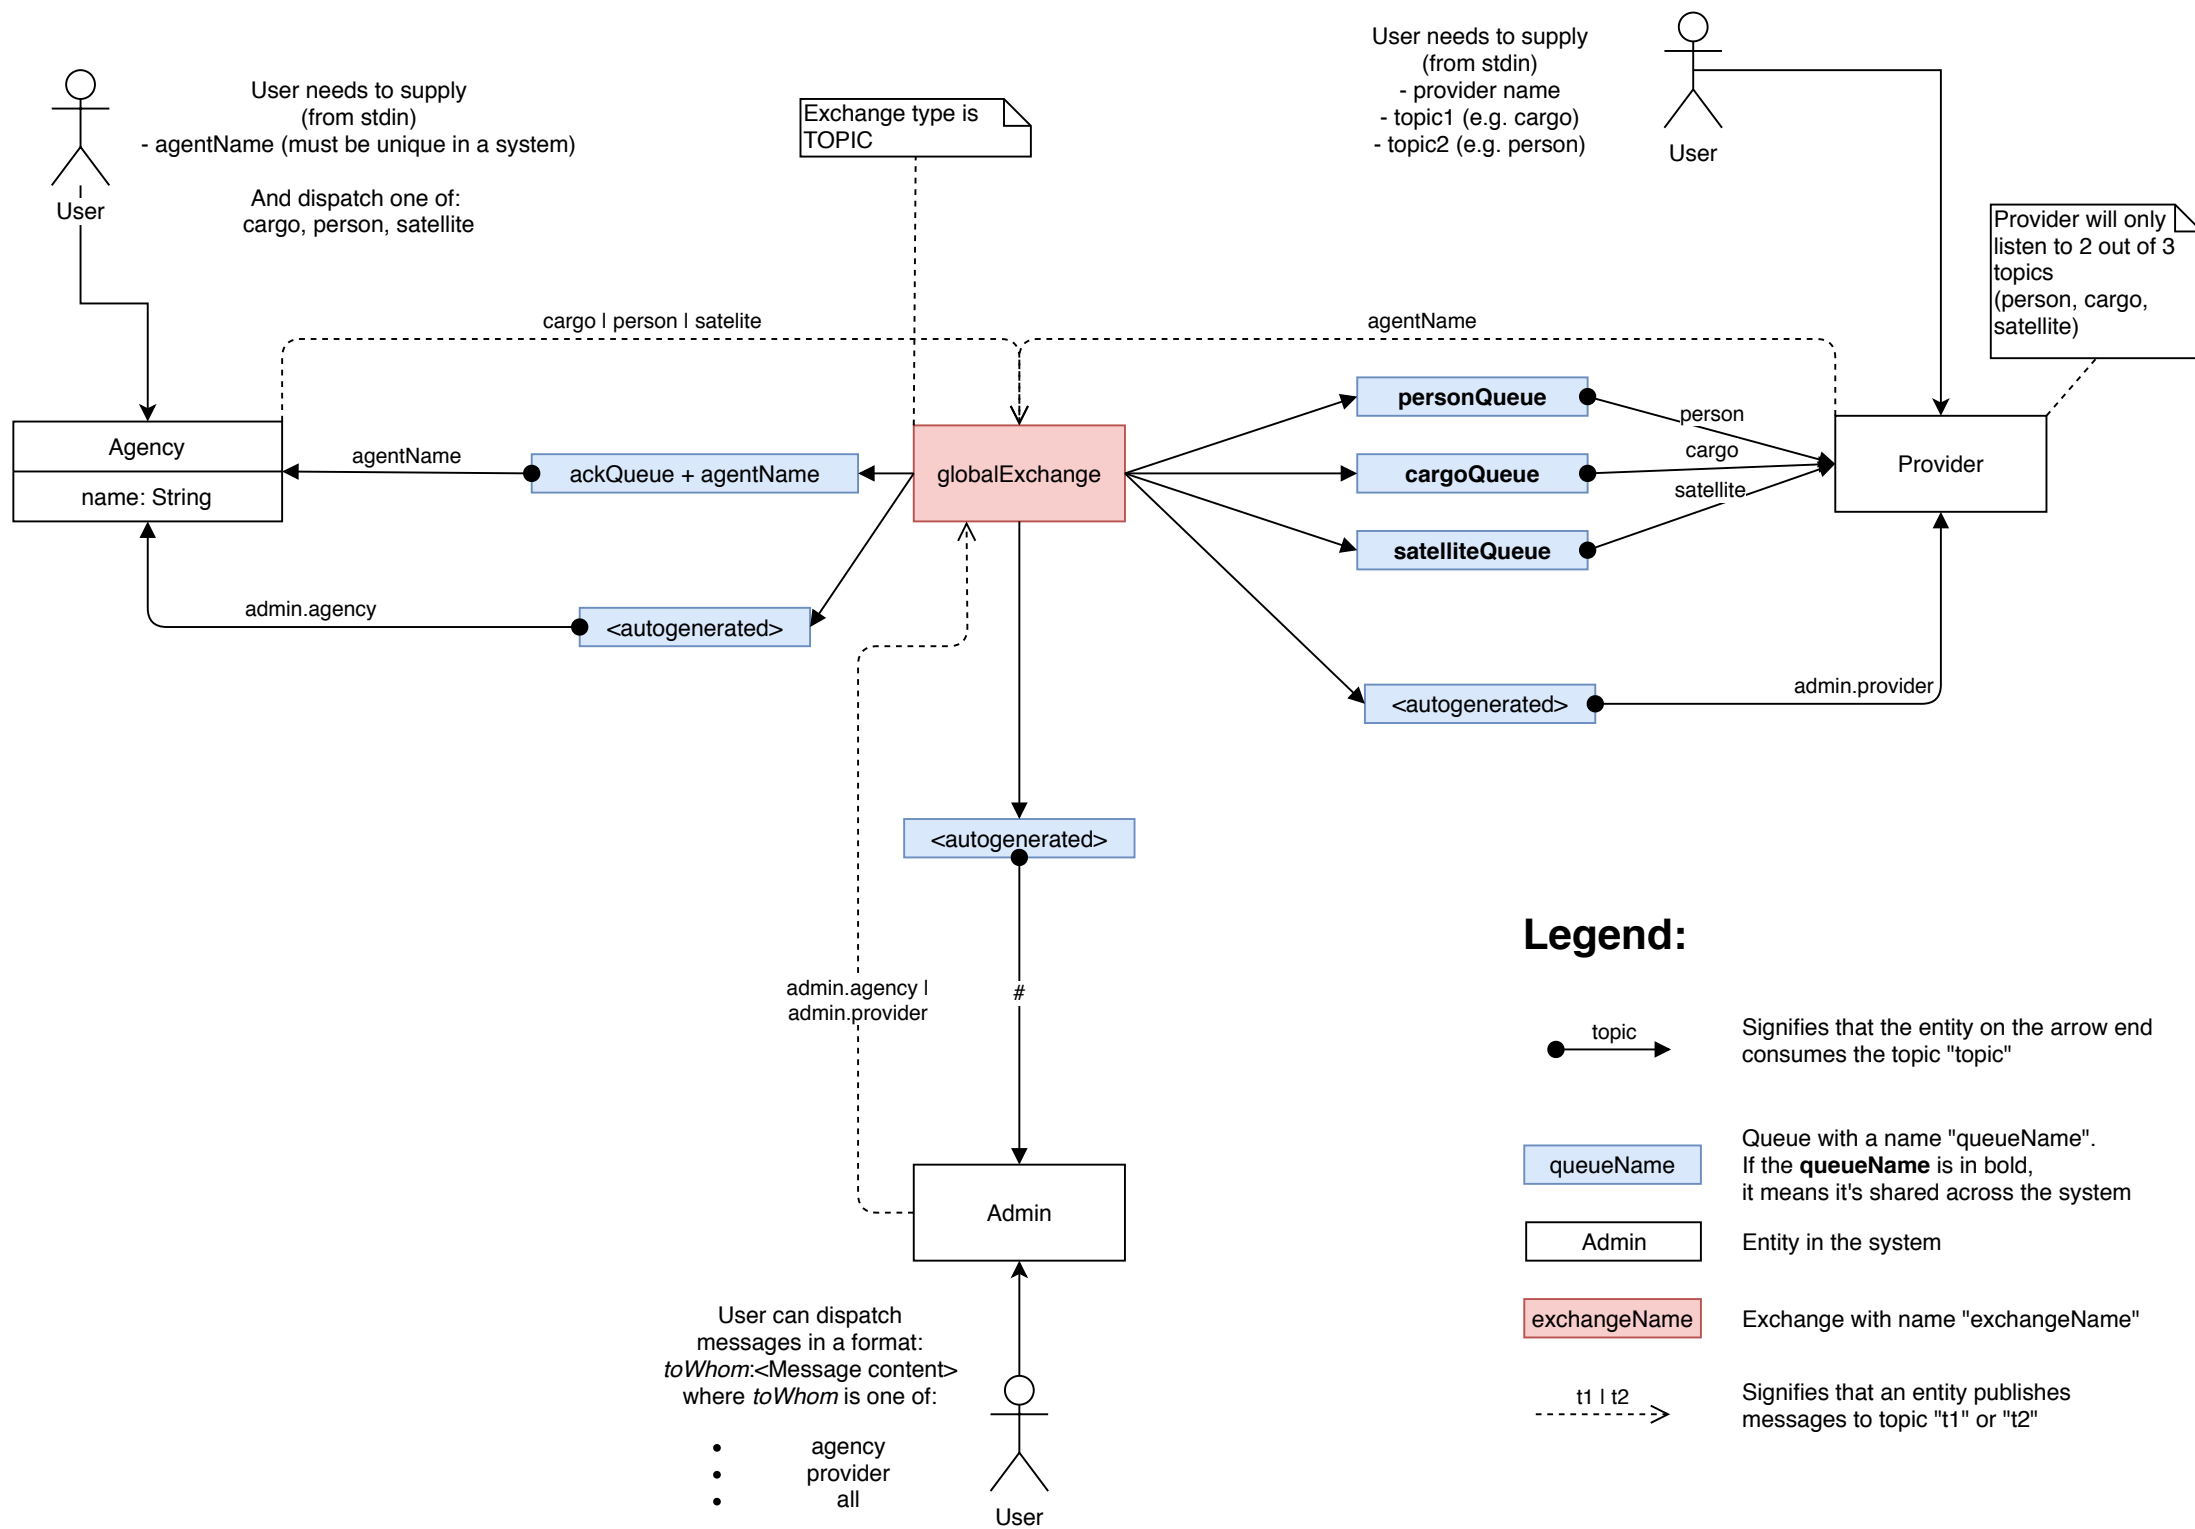 User needs to supply
(from stdin)
- agentName (must be unique in a system)
And dispatch one of:
cargo, person, satellite
User
Exchange type is
TOPIC
User needs to supply
(from stdin)
- provider name
- topic1 (e.g. cargo)
- topic2 (e.g. person)
User
Provider will only
listen to 2 out of 3
topics
(person, cargo,
satellite)
cargo | person | satelite
agentName
Agency
name: String
agentName
ackQueue + agentName
globalExchange
personQueue
cargoQueue
satelliteQueue
person
cargo
satellite
Provider
admin.agency
<autogenerated>
<autogenerated>
admin.provider
<autogenerated>
admin.agency |
admin.provider
#
Admin
User can dispatch
messages in a format:
toWhom:<Message content>
where toWhom is one of:
• agency
• provider
• all
User
Legend:
topic
Signifies that the entity on the arrow end
consumes the topic "topic"
queueName
Queue with a name "queueName".
If the queueName is in bold,
it means it's shared across the system
Admin
Entity in the system
exchangeName
Exchange with name "exchangeName"
t1 | t2
Signifies that an entity publishes
messages to topic "t1" or "t2"